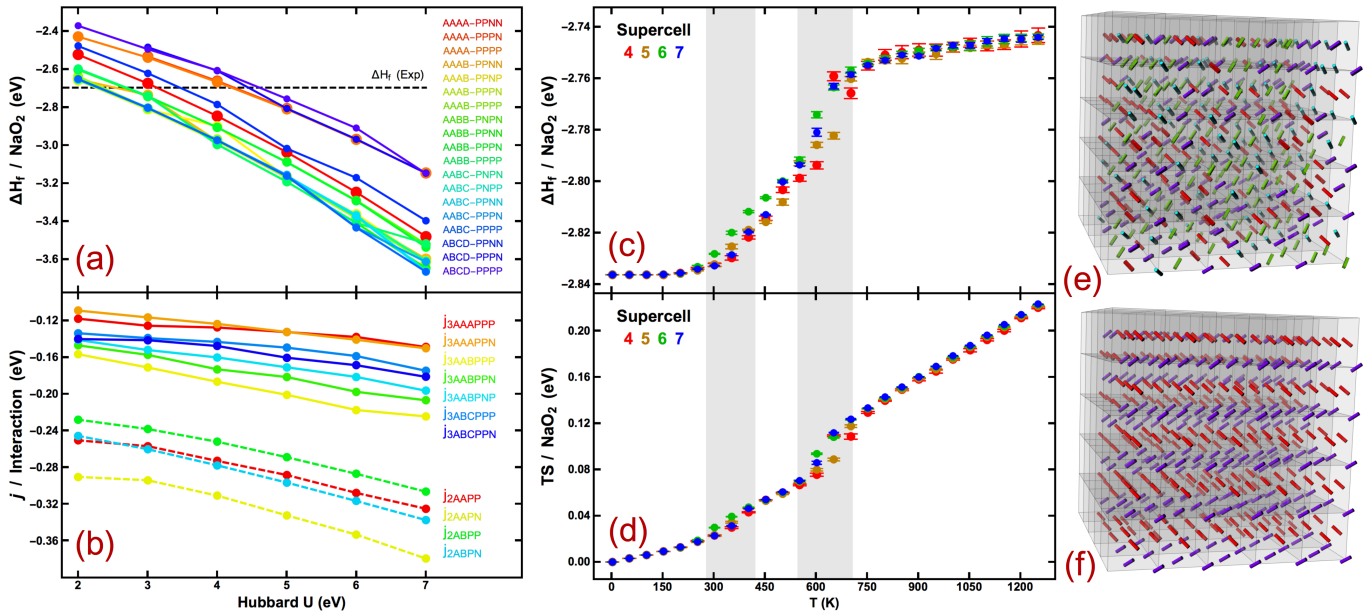 −2.4
−2.6
−2.8
−3.0
−3.2
−3.4
−3.6
ΔHf / NaO2 (eV)
ΔHf (Exp)
(a)
AAAA−PPNN
AAAA−PPPN
AAAA−PPPP
AAAB−PPNN
AAAB−PNPN
AAAB−PPPN
AAAB−PPPP
AABB−PNPN
AABB−PPNN
AABB−PPPN
AABB−PPPP
AABC−PNPN
AABC−PNPP
AABC−PPNN
AABC−PPPN
AABC−PPPP
ABCD−PPNN
ABCD−PPPN
ABCD−PPPP
−0.12
−0.16
−0.20
−0.24
−0.28
−0.32
−0.36
j / Interaction (eV)
(b)
j3AAAPPP
j3AAAPPN
j3AABPPP
j3AABPPN
j3AABPNP
j3ABCPPP
j3ABCPPN
j2AAPP
j2AAPN
j2ABPP
j2ABPN
2 3 4 5 6 7
Hubbard U (eV)
−2.74
−2.76
−2.78
−2.80
−2.82
−2.84
ΔHf / NaO2 (eV)
Supercell
4 5 6 7
(c)
0.20
0.16
0.12
0.08
0.04
0.00
TS / NaO2 (eV)
Supercell
4 5 6 7
(d)
0 150 300 450 600 750 900 1050 1200
T (K)
(e)
(f)